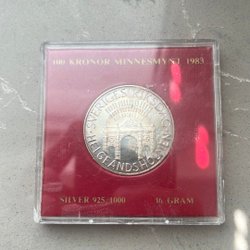 100 KRONOR MINNESMYNT 1983
SVERIGES RIKSDAG
HELGEANDSHOLMEN
SILVER 925/1000 16 GRAM